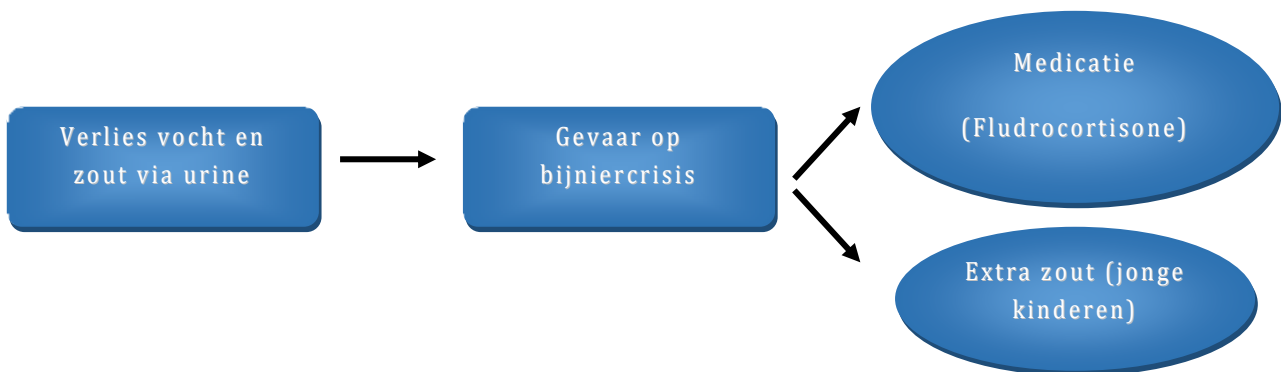 Verlies vocht en
zout via urine
Gevaar op
bijniercrisis
Medicatie
(Fludrocortisone)
Extra zout (jonge
kinderen)